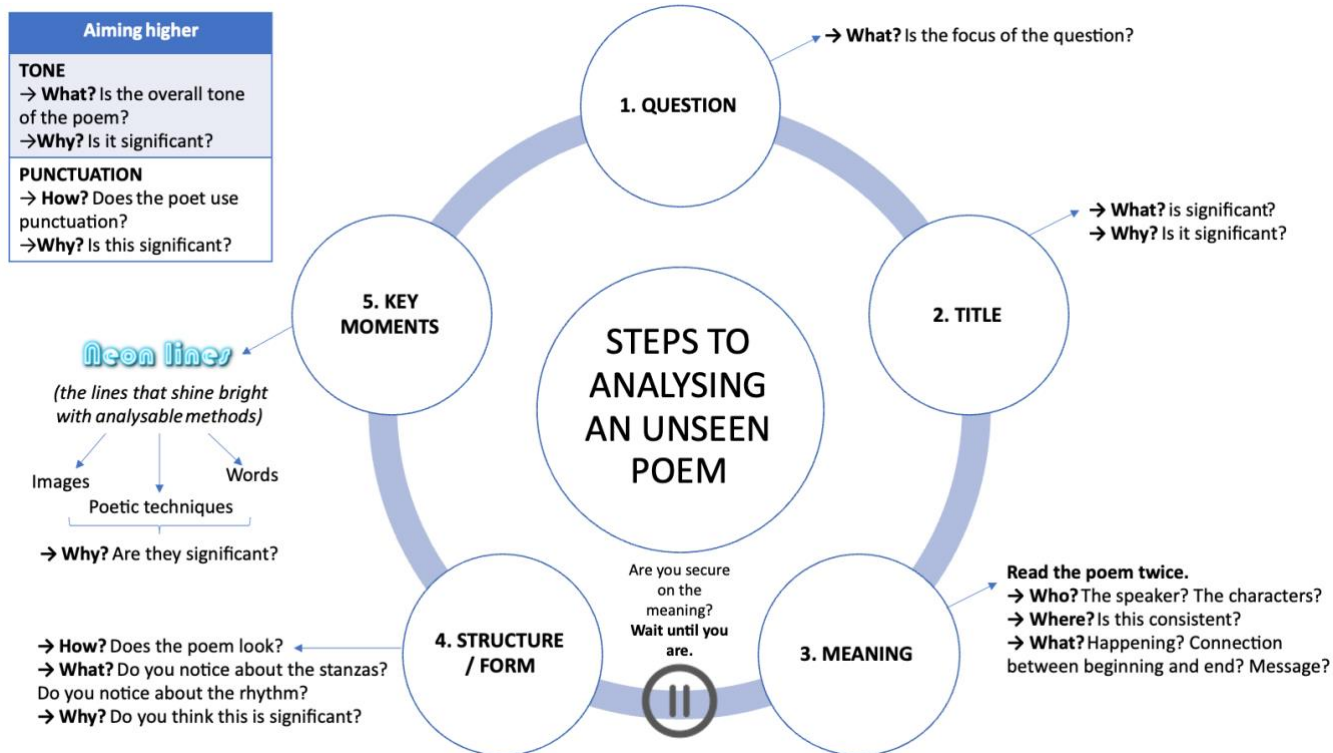 Aiming higher
TONE
→ What? Is the overall tone
of the poem?
→Why? Is it significant?
PUNCTUATION
→ How? Does the poet use
punctuation?
→Why? Is this significant?
STEPS TO
ANALYSING
AN UNSEEN
POEM
1. QUESTION
→ What? Is the focus of the question?
2. TITLE
→ What? is significant?
→ Why? Is it significant?
3. MEANING
Read the poem twice.
→ Who? The speaker? The characters?
→ Where? Is this consistent?
→ What? Happening? Connection
between beginning and end? Message?
Are you secure
on the
meaning?
Wait until you
are.
4. STRUCTURE
/ FORM
→ How? Does the poem look?
→ What? Do you notice about the stanzas?
Do you notice about the rhythm?
→ Why? Do you think this is significant?
5. KEY
MOMENTS
Neon lines
(the lines that shine bright
with analysable methods)
Images
Words
Poetic techniques
→ Why? Are they significant?